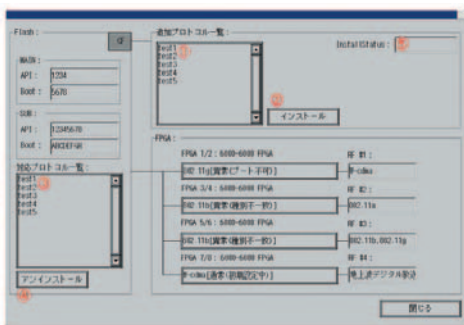 Flash:
MAIN:
API: 1234
Boot: 5678
SUB:
API: 12345678
Boot: ABCDEFGH
対応プロトコル一覧:
test1
test2
test3
test4
test5
アンインストール
追加プロトコル一覧:
test1
test2
test3
test4
test5
InstallStatus:
インストール
FPGA:
FPGA 1/2: 6000-6000 FPGA
RF #1:
802.11g[異常(ブート不可)]
W-cdma
FPGA 3/4: 6000-6000 FPGA
RF #2:
802.11b[異常(種別不一致)]
802.11a
FPGA 5/6: 6000-6000 FPGA
RF #3:
802.11b[異常(種別不一致)]
802.11b,802.11g
FPGA 7/8: 6000-6000 FPGA
RF #4:
W-cdma[通常(初期設定中)]
地上波デジタル放送
閉じる